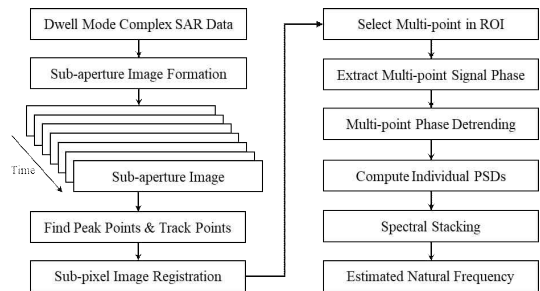 Dwell Mode Complex SAR Data
Sub-aperture Image Formation
Time
Sub-aperture Image
Find Peak Points & Track Points
Sub-pixel Image Registration
Select Multi-point in ROI
Extract Multi-point Signal Phase
Multi-point Phase Detrending
Compute Individual PSDs
Spectral Stacking
Estimated Natural Frequency